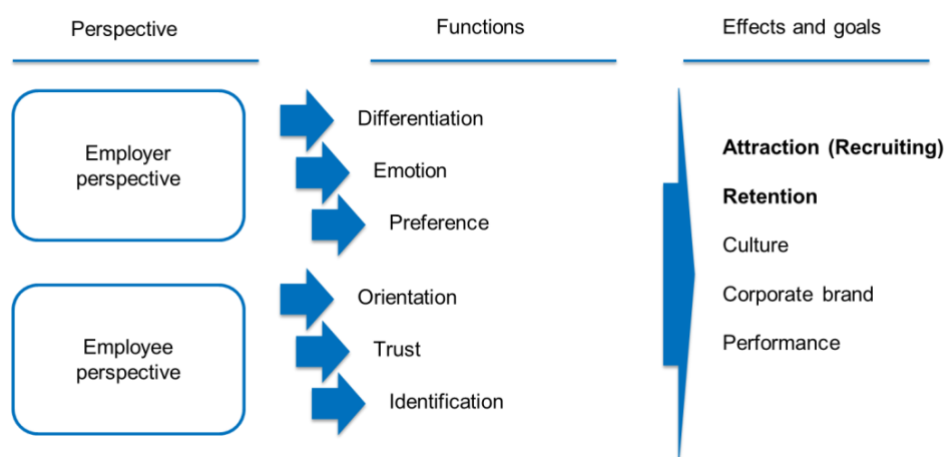 Perspective
Functions
Effects and goals
Employer
perspective
Differentiation
Emotion
Preference
Employee
perspective
Orientation
Trust
Identification
Attraction (Recruiting)
Retention
Culture
Corporate brand
Performance